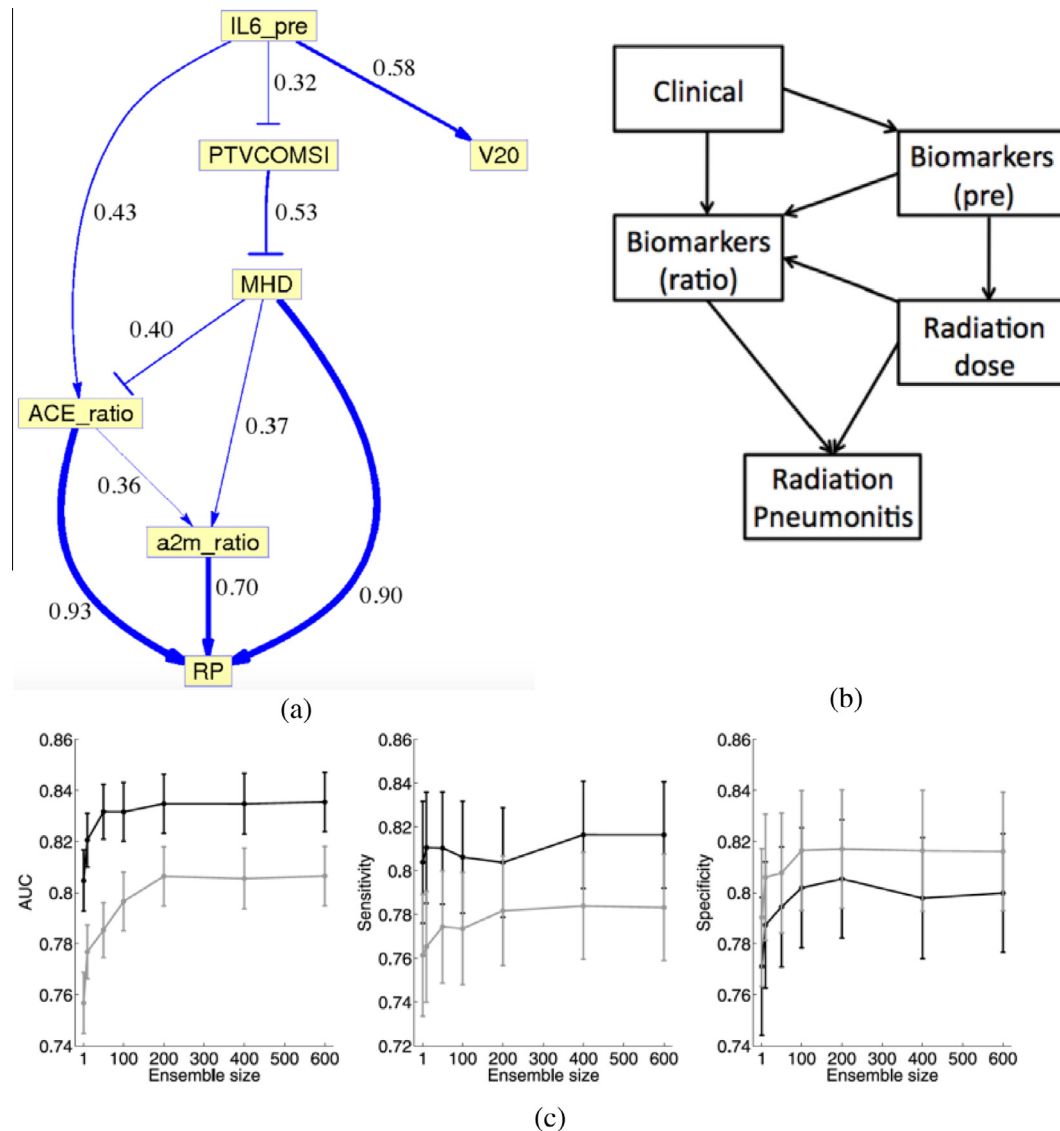 IL6_pre
0.32
0.58
PTVCOMSI
V20
0.43
0.53
MHD
0.40
ACE_ratio
0.37
0.36
a2m_ratio
0.93
0.70
0.90
RP
(a)
Clinical
Biomarkers
(pre)
Biomarkers
(ratio)
Radiation
dose
Radiation
Pneumonitis
(b)
0.86
0.84
0.82
0.8
0.78
0.76
0.74
AUC
1 100 200 300 400 500 600
Ensemble size
0.86
0.84
0.82
0.8
0.78
0.76
0.74
0.72
Sensitivity
1 100 200 300 400 500 600
Ensemble size
0.86
0.84
0.82
0.8
0.78
0.76
0.74
Specificity
1 100 200 300 400 500 600
Ensemble size
(c)